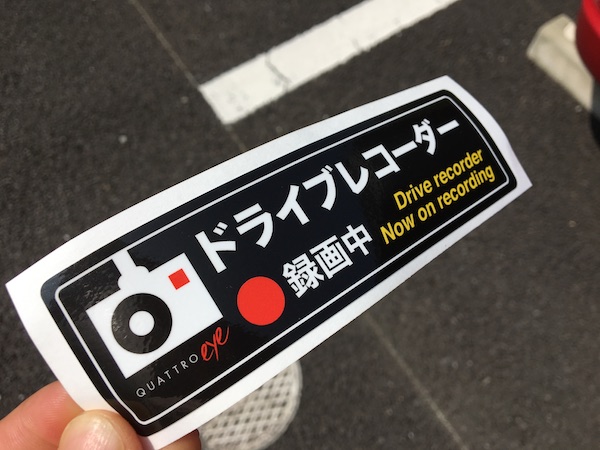 ドライブレコーダー
録画中
Drive recorder
Now on recording
QUATTRO eye